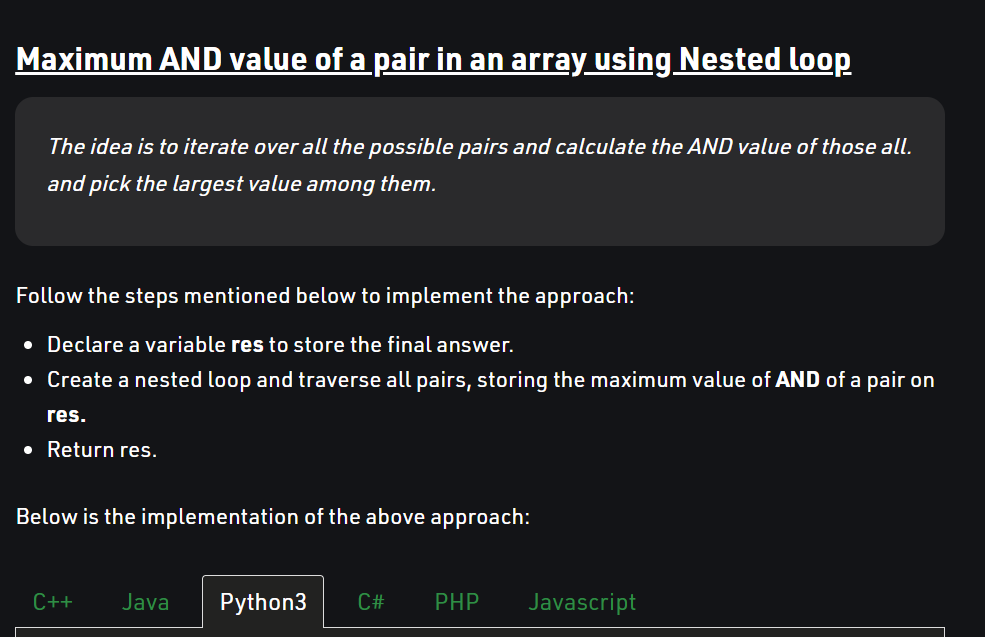 Maximum AND value of a pair in an array using Nested loop
The idea is to iterate over all the possible pairs and calculate the AND value of those all.
and pick the largest value among them.
Follow the steps mentioned below to implement the approach:
Declare a variable res to store the final answer.
Create a nested loop and traverse all pairs, storing the maximum value of AND of a pair on
res.
Return res.
Below is the implementation of the above approach:
C++ Java Python3 C# PHP Javascript